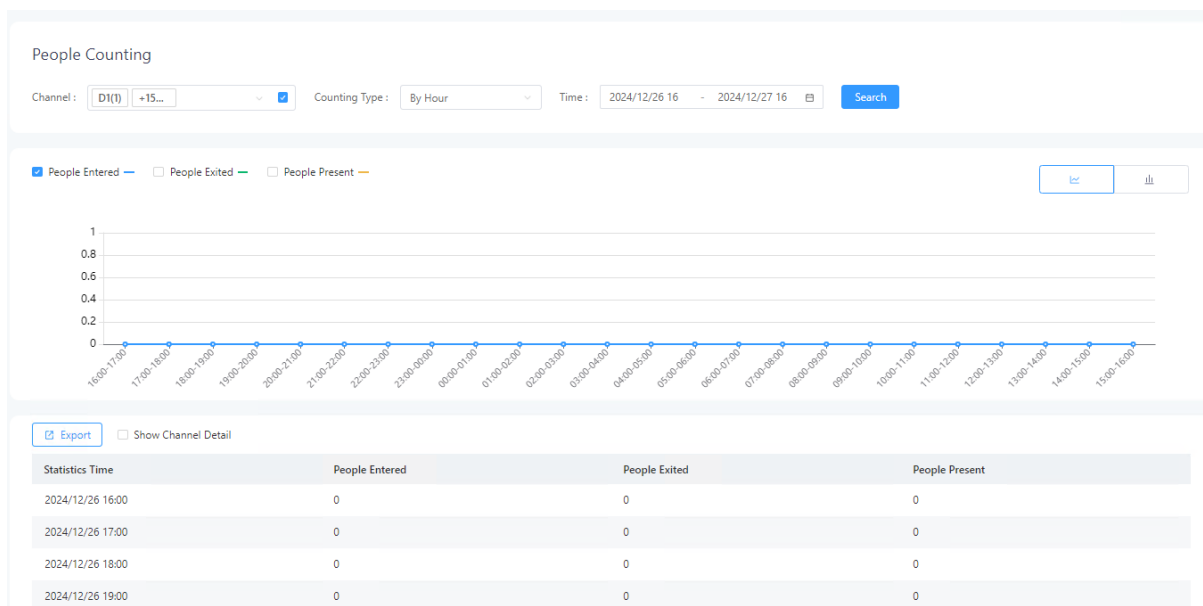 People Counting
Channel : D1(1) +15... Counting Type : By Hour Time : 2024/12/26 16 - 2024/12/27 16 Search
People Entered People Exited People Present
1
0.8
0.6
0.4
0.2
0
16:00-17:00 17:00-18:00 18:00-19:00 19:00-20:00 20:00-21:00 21:00-22:00 22:00-23:00 23:00-00:00 00:00-01:00 01:00-02:00 02:00-03:00 03:00-04:00 04:00-05:00 05:00-06:00 06:00-07:00 07:00-08:00 08:00-09:00 09:00-10:00 10:00-11:00 11:00-12:00 12:00-13:00 13:00-14:00 14:00-15:00 15:00-16:00
Export Show Channel Detail
Statistics Time People Entered People Exited People Present
2024/12/26 16:00 0 0 0
2024/12/26 17:00 0 0 0
2024/12/26 18:00 0 0 0
2024/12/26 19:00 0 0 0